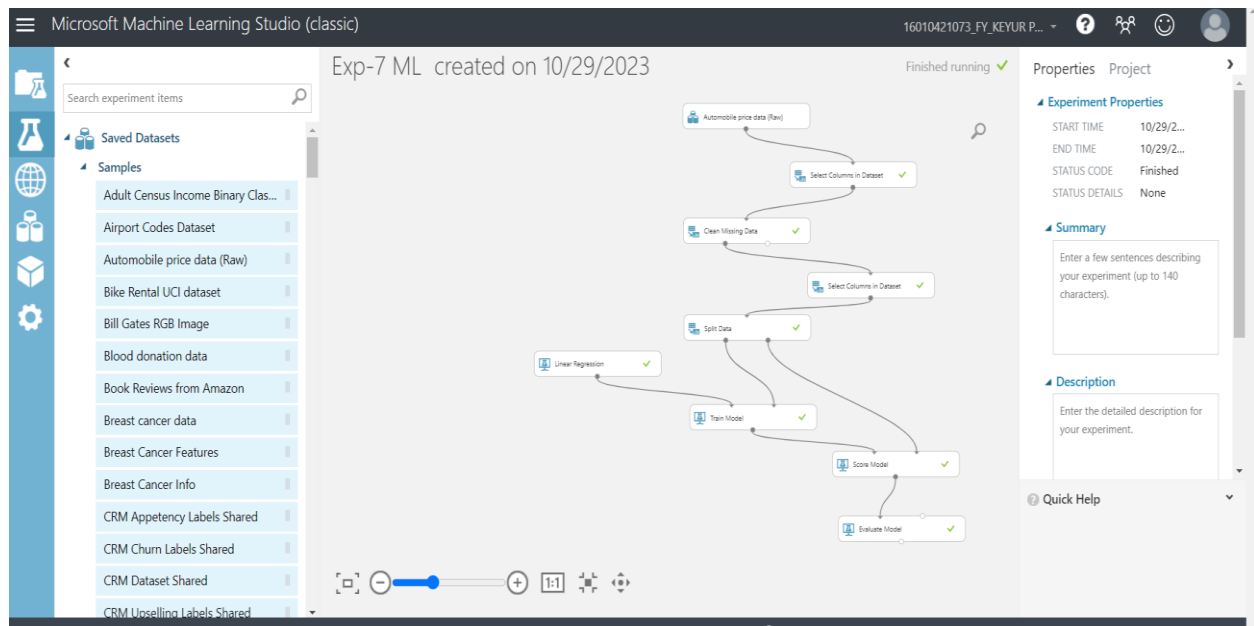 Microsoft Machine Learning Studio (classic)
16010421073_FY_KEYUR P...
?
Search experiment items
Saved Datasets
Samples
Adult Census Income Binary Clas...
Airport Codes Dataset
Automobile price data (Raw)
Bike Rental UCI dataset
Bill Gates RGB Image
Blood donation data
Book Reviews from Amazon
Breast cancer data
Breast Cancer Features
Breast Cancer Info
CRM Appetency Labels Shared
CRM Churn Labels Shared
CRM Dataset Shared
CRM Upselling Labels Shared
Exp-7 ML created on 10/29/2023
Finished running
Automobile price data (Raw)
Select Columns in Dataset
Clean Missing Data
Select Columns in Dataset
Split Data
Linear Regression
Train Model
Score Model
Evaluate Model
1:1
Properties Project
Experiment Properties
START TIME 10/29/2...
END TIME 10/29/2...
STATUS CODE Finished
STATUS DETAILS None
Summary
Enter a few sentences describing
your experiment (up to 140
characters).
Description
Enter the detailed description for
your experiment.
? Quick Help